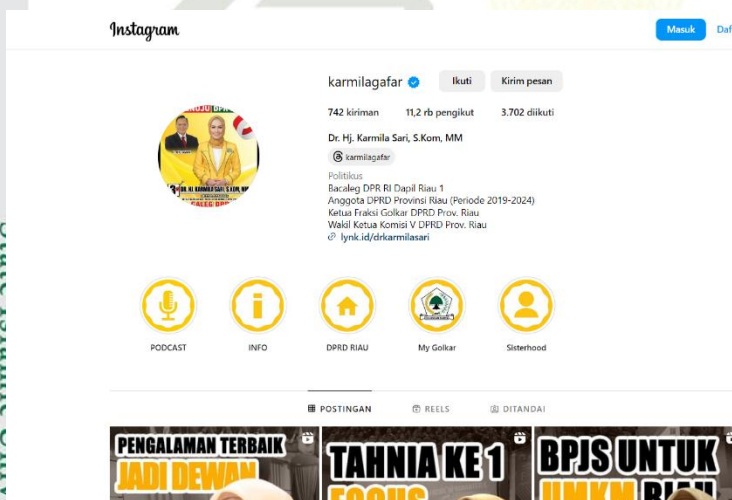 Instagram
Masuk
karmilagafar
Ikuti
Kirim pesan
742 kiriman
11,2 rb pengikut
3.702 diikuti
Dr. Hj. Karmila Sari, S.Kom, MM
karmilagafar
Politikus
Bacaleg DPR RI Dapil Riau 1
Anggota DPRD Provinsi Riau (Periode 2019-2024)
Ketua Fraksi Golkar DPRD Prov. Riau
Wakil Ketua Komisi V DPRD Prov. Riau
lynk.id/drkarmilasari
PODCAST
INFO
DPRD RIAU
My Golkar
Sisterhood
POSTINGAN
REELS
DITANDAI
PENGALAMAN TERBAIK
JADI DEWAN
TAHNIA KE 1
FOCUS
BPJS UNTUK
UMKM RIAU